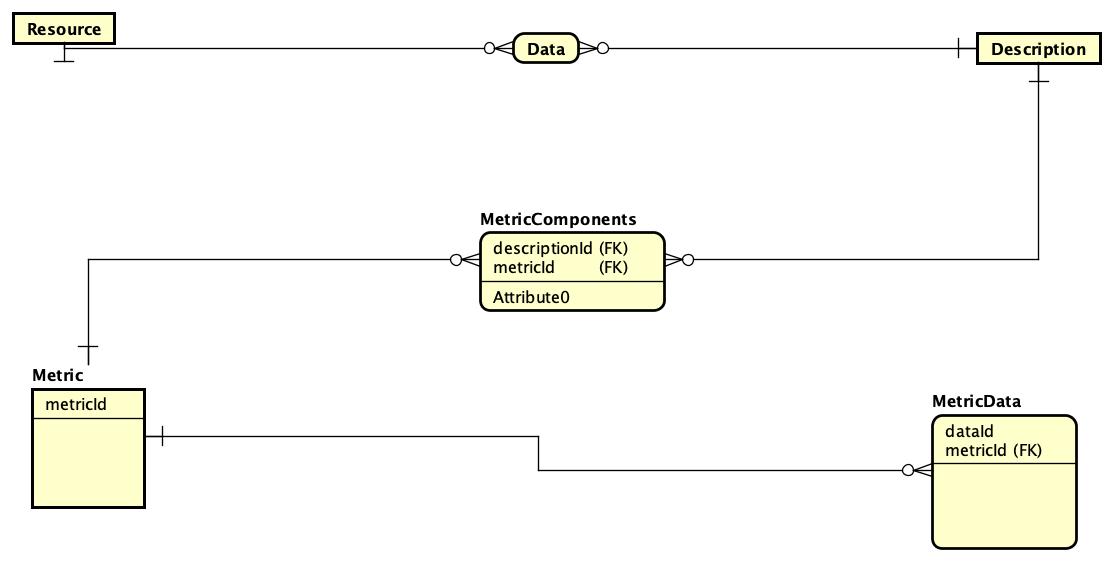 Resource
Data
Description
MetricComponents
descriptionId (FK)
metricId (FK)
Attribute0
Metric
metricId
MetricData
dataId
metricId (FK)